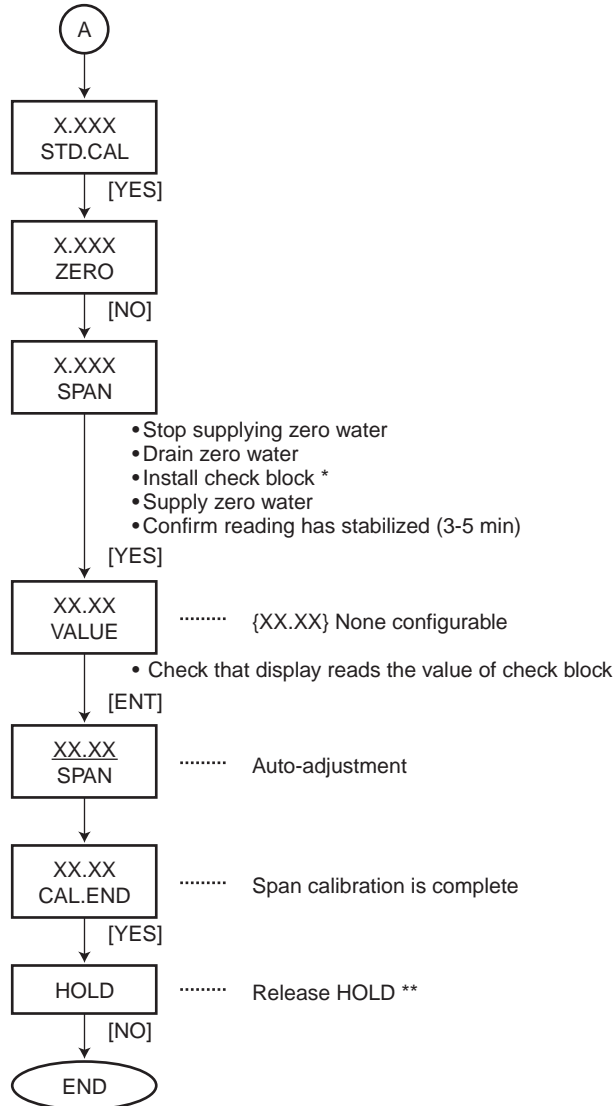 A
X.XXX
STD.CAL
[YES]
X.XXX
ZERO
[NO]
X.XXX
SPAN
•Stop supplying zero water
•Drain zero water
•Install check block *
•Supply zero water
•Confirm reading has stabilized (3-5 min)
[YES]
XX.XX
VALUE
......... {XX.XX} None configurable
• Check that display reads the value of check block
[ENT]
XX.XX
SPAN
......... Auto-adjustment
XX.XX
CAL.END
......... Span calibration is complete
[YES]
HOLD ......... Release HOLD **
[NO]
END